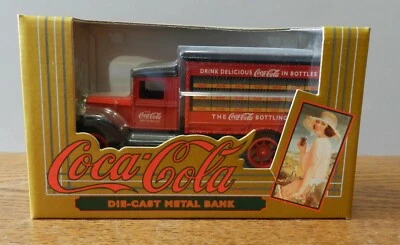 DRINK DELICIOUS Coca-Cola IN BOTTLES
Coca-Cola
THE Coca-Cola BOTTLING
Coca-Cola
DIE-CAST METAL BANK